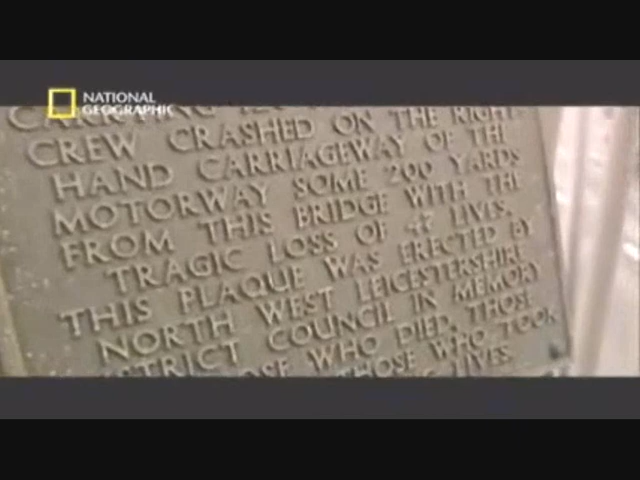 NATIONAL
GEOGRAPHIC
CARRYING
CREW CRASHED ON THE RIGHT
HAND CARRIAGEWAY OF THE
MOTORWAY SOME 200 YARDS
FROM THIS BRIDGE WITH THE
TRAGIC LOSS OF 47 LIVES.
THIS PLAQUE WAS ERECTED BY
NORTH WEST LEICESTERSHIRE
DISTRICT COUNCIL IN MEMORY
WHO DIED, THOSE
THOSE WHO TOOK
LIVES.